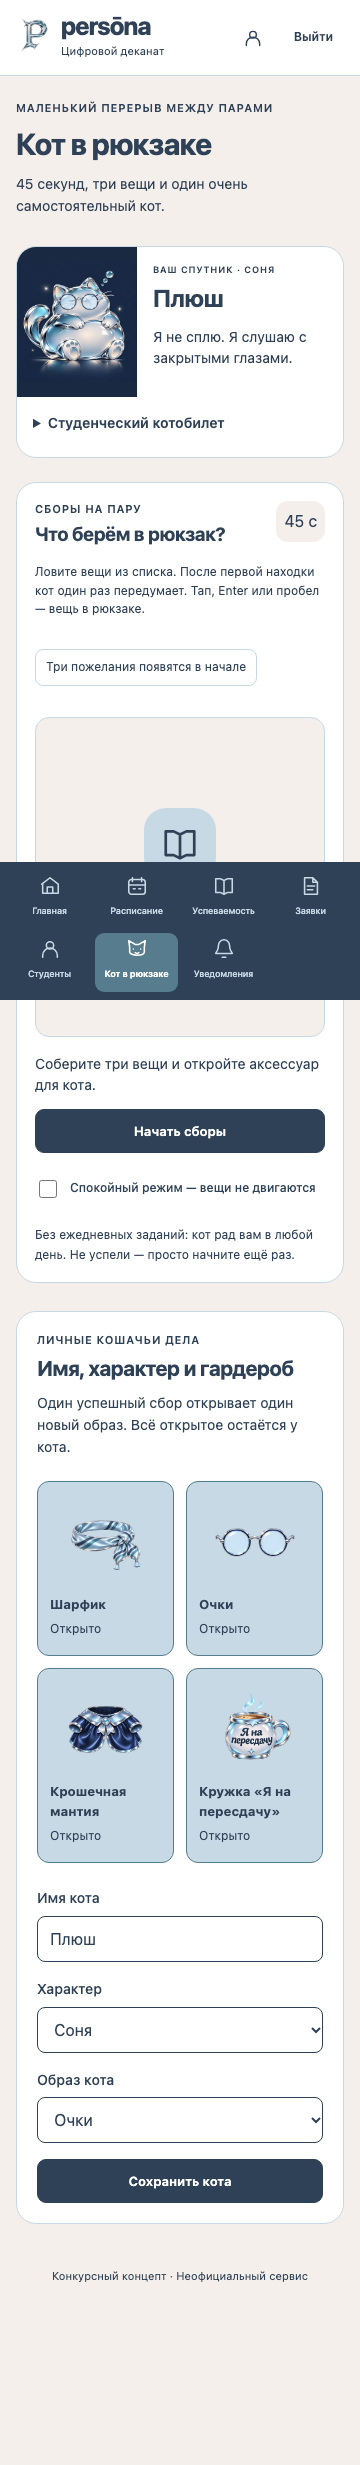 persōna
Цифровой деканат
Выйти
МАЛЕНЬКИЙ ПЕРЕРЫВ МЕЖДУ ПАРАМИ
Кот в рюкзаке
45 секунд, три вещи и один очень
самостоятельный кот.
ВАШ СПУТНИК · СОНЯ
Плюш
Я не сплю. Я слушаю с
закрытыми глазами.
Студенческий котобилет
СБОРЫ НА ПАРУ
Что берём в рюкзак?
45 с
Ловите вещи из списка. После первой находки
кот один раз передумает. Тап, Enter или пробел
— вещь в рюкзаке.
Три пожелания появятся в начале
Главная
Расписание
Успеваемость
Заявки
Студенты
Кот в рюкзаке
Уведомления
Соберите три вещи и откройте аксессуар
для кота.
Начать сборы
Спокойный режим — вещи не двигаются
Без ежедневных заданий: кот рад вам в любой
день. Не успели — просто начните ещё раз.
ЛИЧНЫЕ КОШАЧЬИ ДЕЛА
Имя, характер и гардероб
Один успешный сбор открывает один
новый образ. Всё открытое остаётся у
кота.
Шарфик
Открыто
Очки
Открыто
Крошечная
мантия
Открыто
Я на
пересдачу
Кружка «Я на
пересдачу»
Открыто
Имя кота
Плюш
Характер
Соня
Образ кота
Очки
Сохранить кота
Конкурсный концепт · Неофициальный сервис